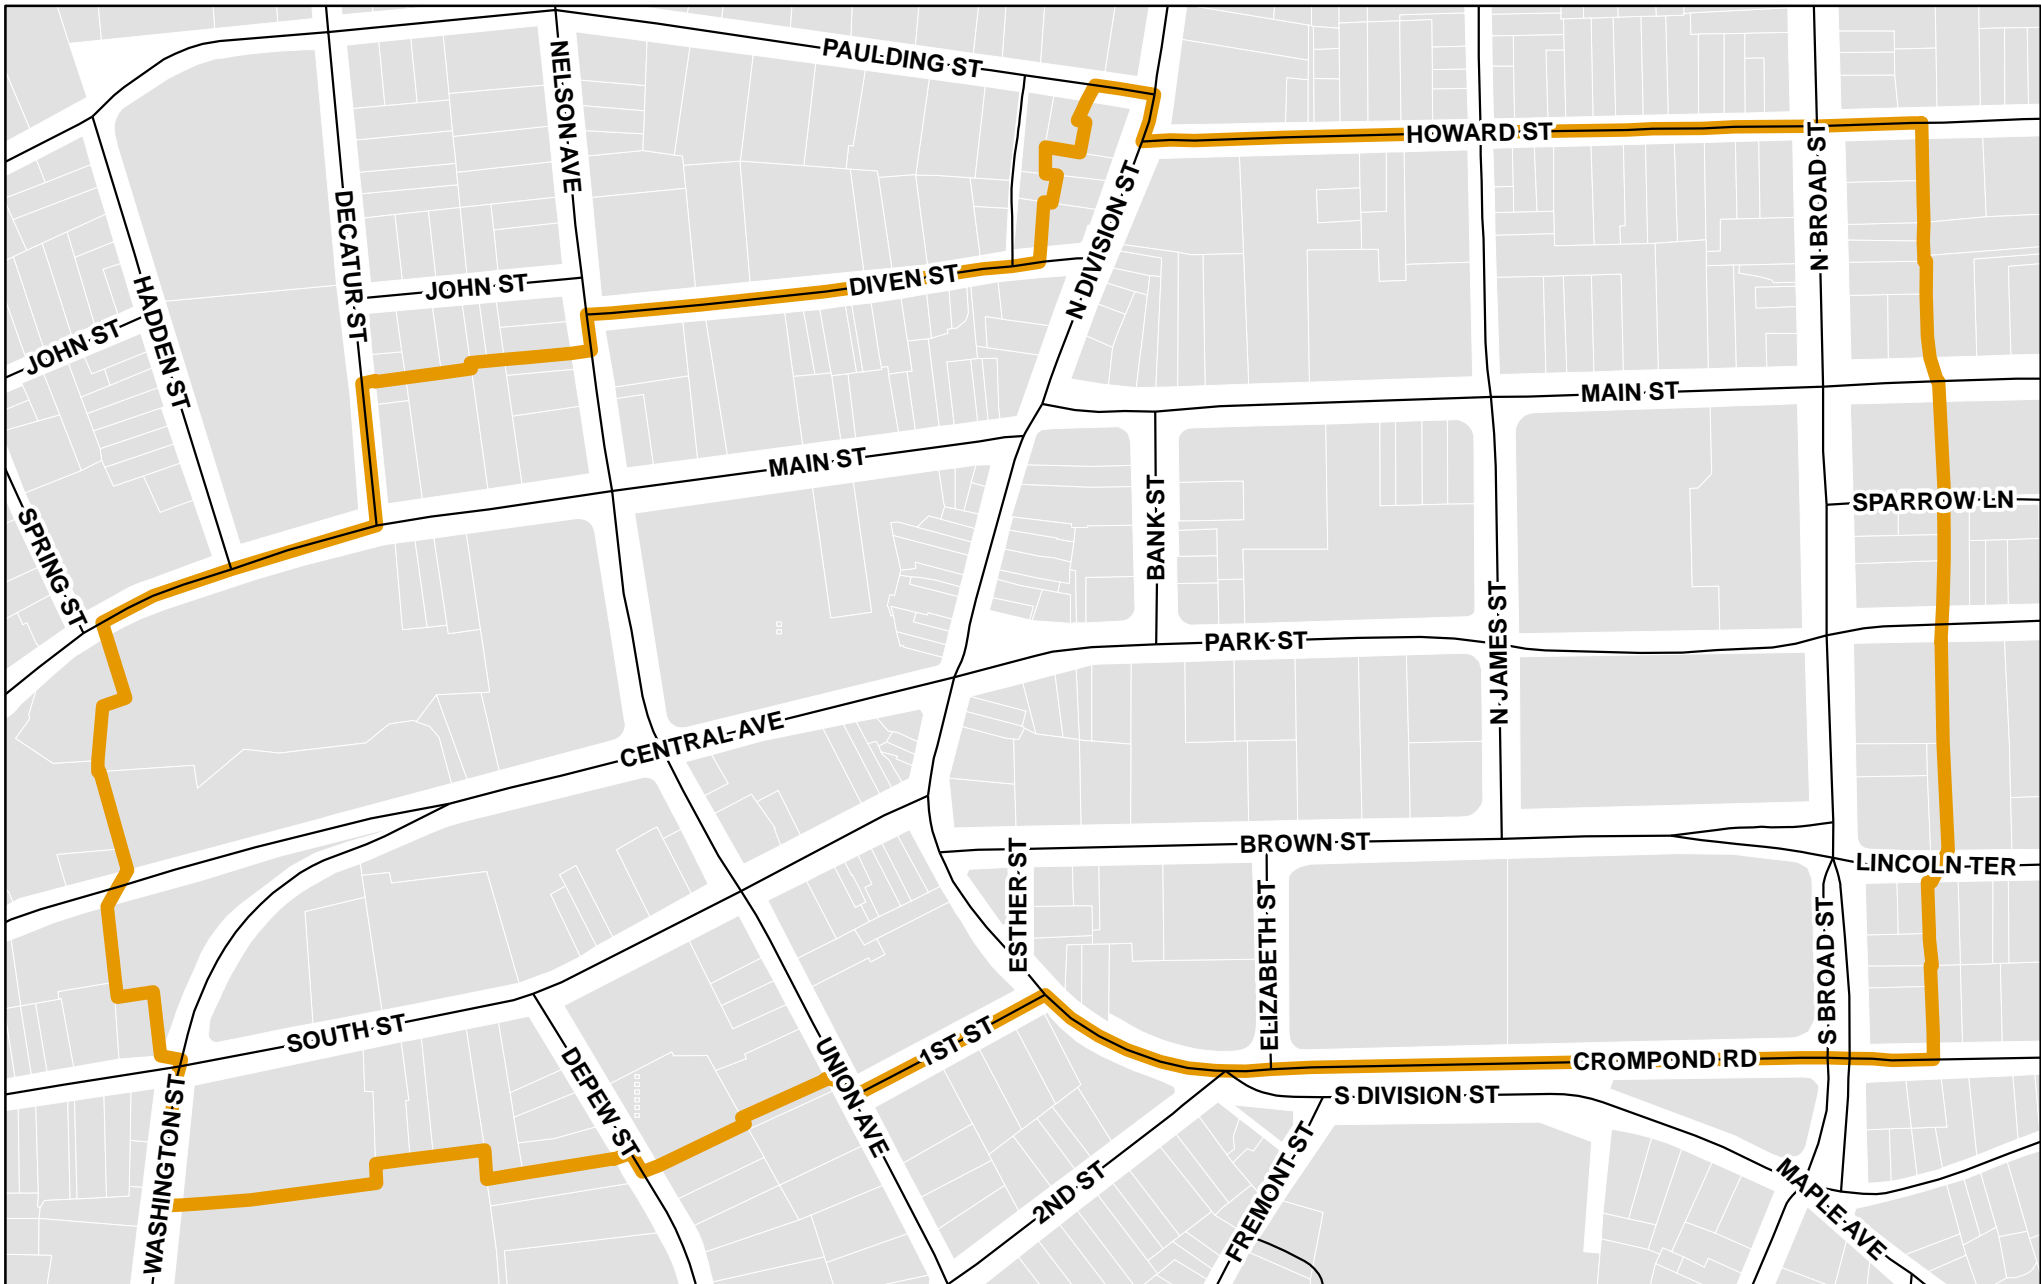 PAULDING ST
NELSON AVE
HOWARD ST
DECATUR ST
N DIVISION ST
N BROAD ST
HADDEN ST
JOHN ST
DIVEN ST
JOHN ST
MAIN ST
MAIN ST
SPRING ST
BANK ST
SPARROW LN
N JAMES ST
PARK ST
CENTRAL AVE
BROWN ST
LINCOLN TER
ESTHER ST
ELIZABETH ST
S BROAD ST
SOUTH ST
1ST ST
DEPEW ST
UNION AVE
CROMPOND RD
S DIVISION ST
WASHINGTON ST
2ND ST
FREMONT ST
MAPLE AVE